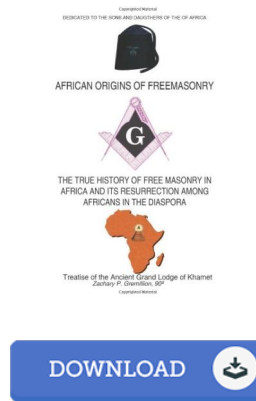 Copyrighted Material
DEDICATED TO THE SONS AND DAUGTHERS OF THE OF AFRICA
AFRICAN ORIGINS OF FREEMASONRY
G
THE TRUE HISTORY OF FREE MASONRY IN
AFRICA AND ITS RESURRECTION AMONG
AFRICANS IN THE DIASPORA
Treatise of the Ancient Grand Lodge of Khamet
Zachary P. Gremillion, 90º
Copyrighted Material
DOWNLOAD